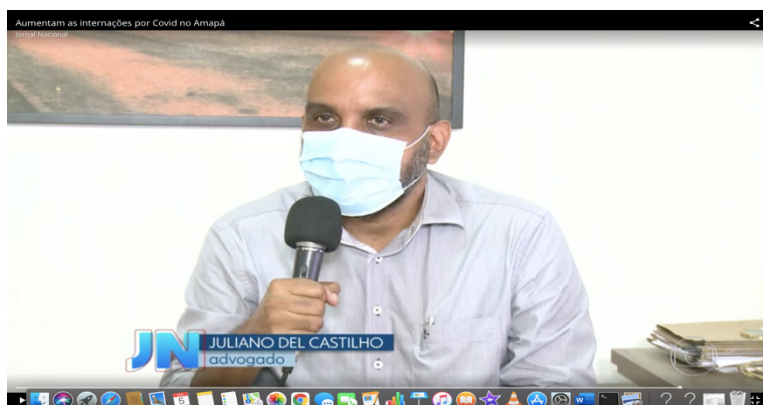 Aumentam as internações por Covid no Amapá
Jornal Nacional
JN
JULIANO DEL CASTILHO
advogado